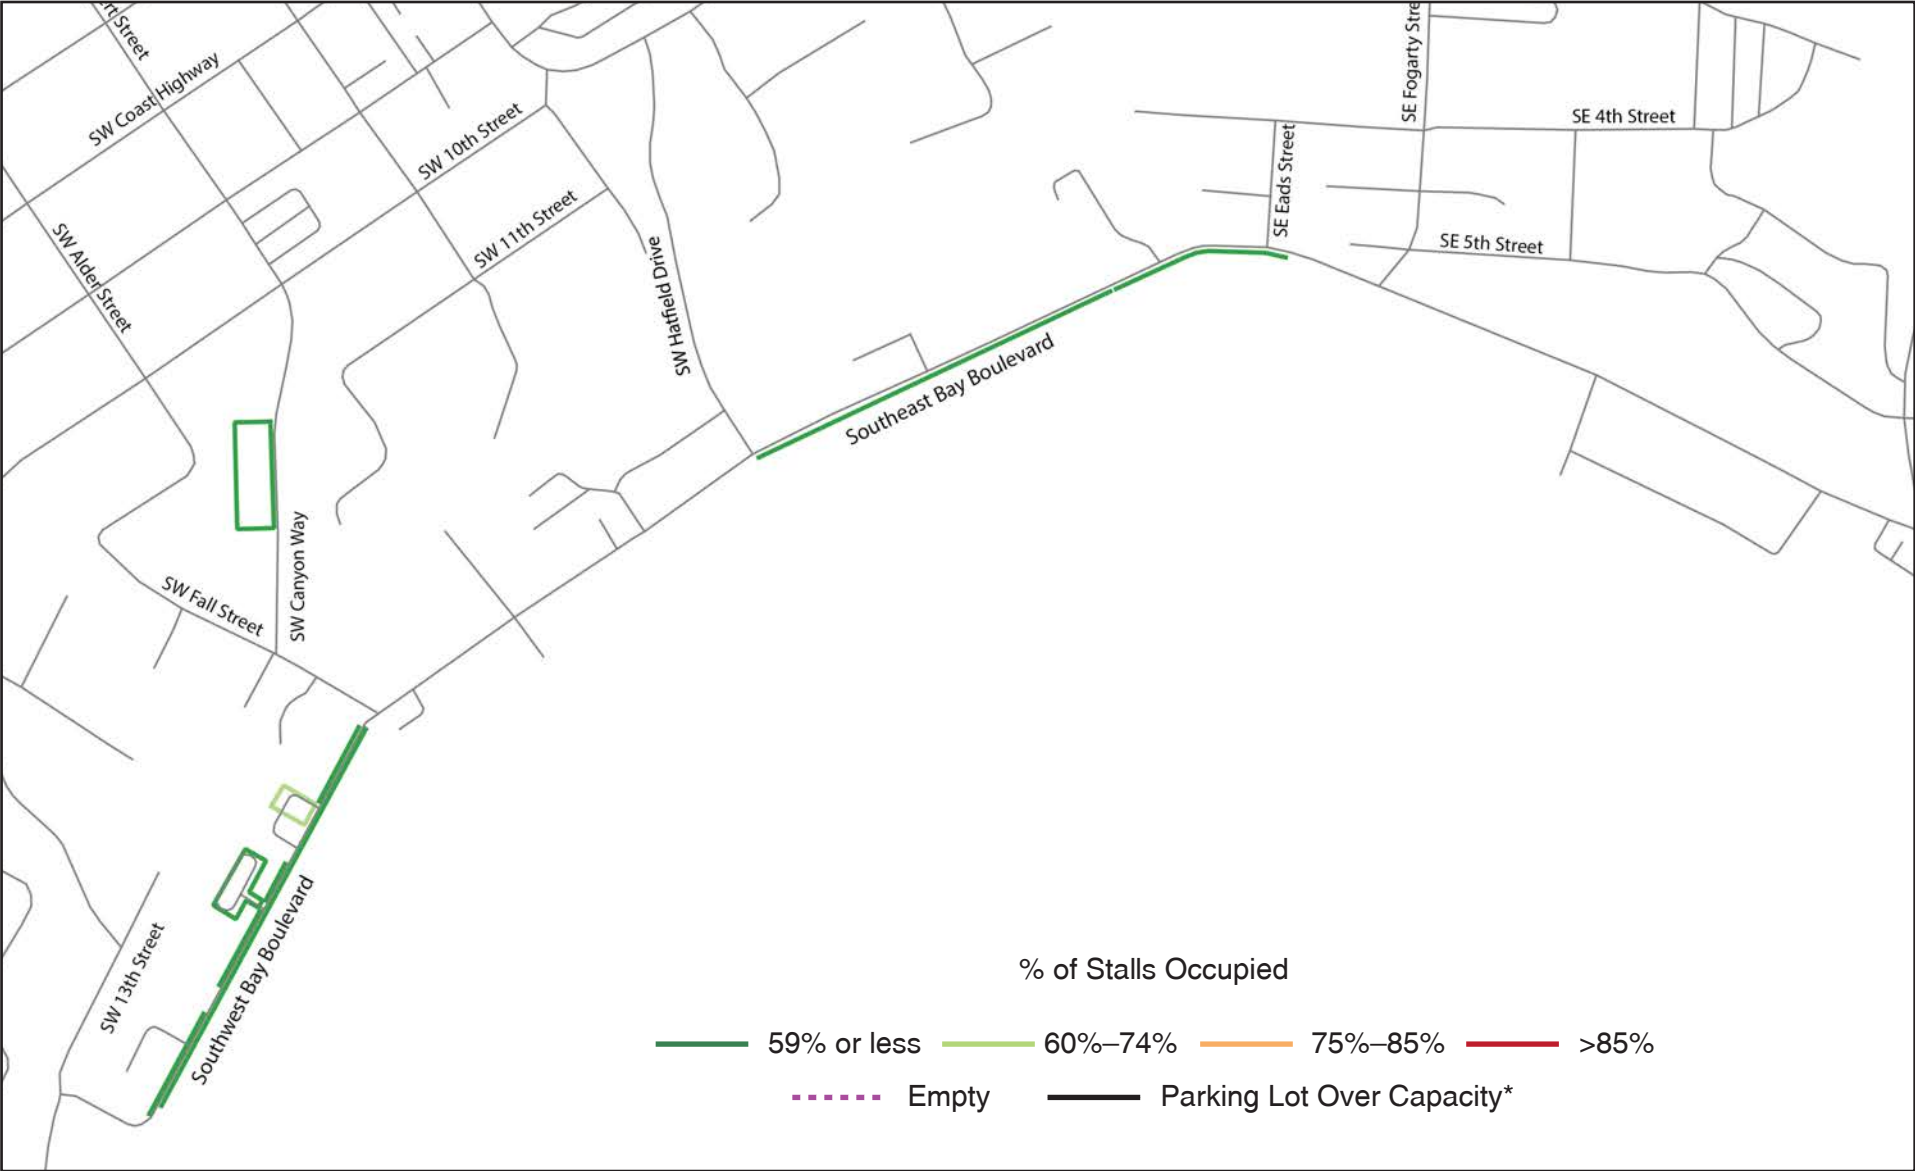 ert Street
SW Coast Highway
SW 10th Street
SW 11th Street
SW Alder Street
SW Hatfield Drive
SE Fogarty Stre
SE 4th Street
SE Eads Street
SE 5th Street
Southeast Bay Boulevard
SW Canyon Way
SW Fall Street
SW 13th Street
Southwest Bay Boulevard
% of Stalls Occupied
59% or less 60%–74% 75%–85% >85%
Empty Parking Lot Over Capacity*